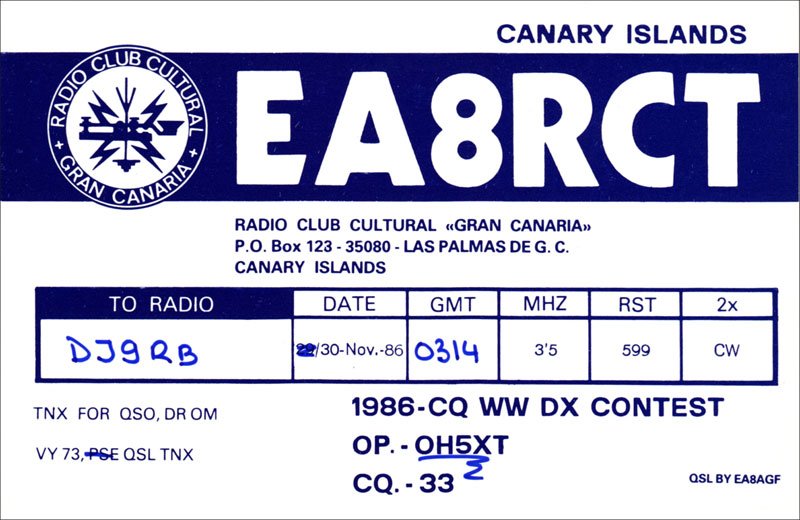 CANARY ISLANDS
RADIO CLUB CULTURAL
+ GRAN CANARIA +
EA8RCT
RADIO CLUB CULTURAL «GRAN CANARIA»
P.O. Box 123 - 35080 - LAS PALMAS DE G. C.
CANARY ISLANDS
TO RADIO DATE GMT MHZ RST 2x
DJ9RB /30-Nov.-86 0314 3'5 599 CW
TNX FOR QSO, DR OM
1986-CQ WW DX CONTEST
VY 73, PSE QSL TNX
OP. - OH5XT
CQ. - 33
QSL BY EA8AGF